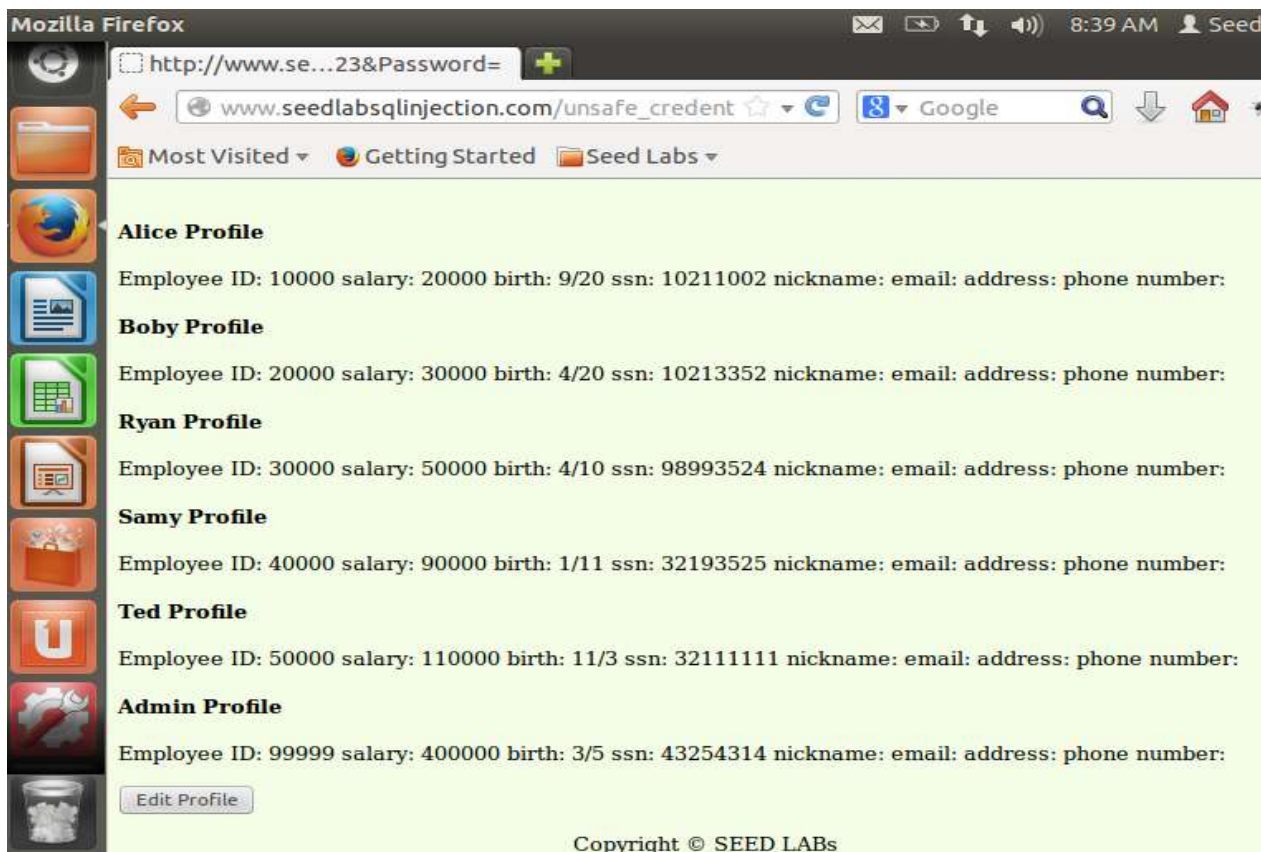 Mozilla Firefox 8:39 AM Seed
http://www.se...23&Password=
www.seedlabsqlinjection.com/unsafe_credent Google
Most Visited Getting Started Seed Labs
Alice Profile
Employee ID: 10000 salary: 20000 birth: 9/20 ssn: 10211002 nickname: email: address: phone number:
Boby Profile
Employee ID: 20000 salary: 30000 birth: 4/20 ssn: 10213352 nickname: email: address: phone number:
Ryan Profile
Employee ID: 30000 salary: 50000 birth: 4/10 ssn: 98993524 nickname: email: address: phone number:
Samy Profile
Employee ID: 40000 salary: 90000 birth: 1/11 ssn: 32193525 nickname: email: address: phone number:
Ted Profile
Employee ID: 50000 salary: 110000 birth: 11/3 ssn: 32111111 nickname: email: address: phone number:
Admin Profile
Employee ID: 99999 salary: 400000 birth: 3/5 ssn: 43254314 nickname: email: address: phone number:
Edit Profile
Copyright © SEED LABs